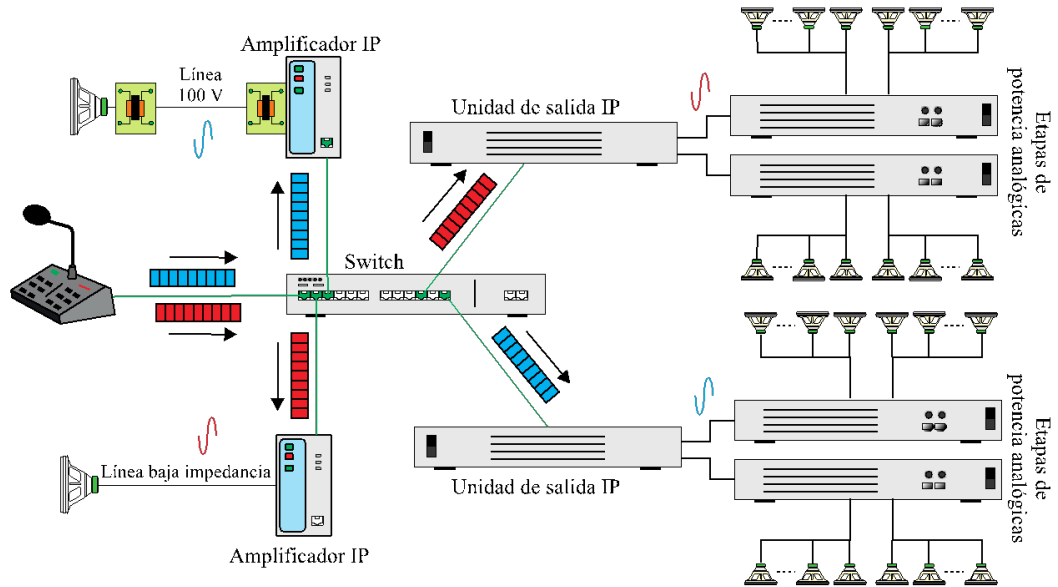 Amplificador IP
Línea
100 V
Unidad de salida IP
Etapas de
potencia analógicas
Switch
Línea baja impedancia
Amplificador IP
Unidad de salida IP
Etapas de
potencia analógicas